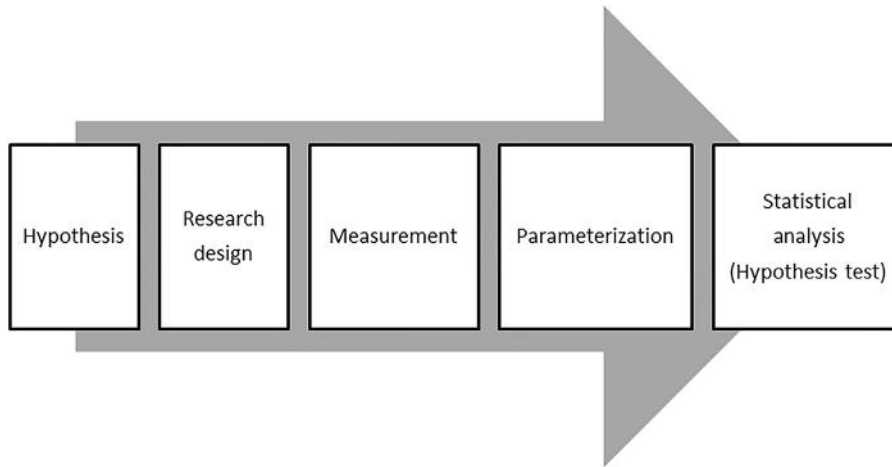 Hypothesis
Research
design
Measurement
Parameterization
Statistical
analysis
(Hypothesis test)